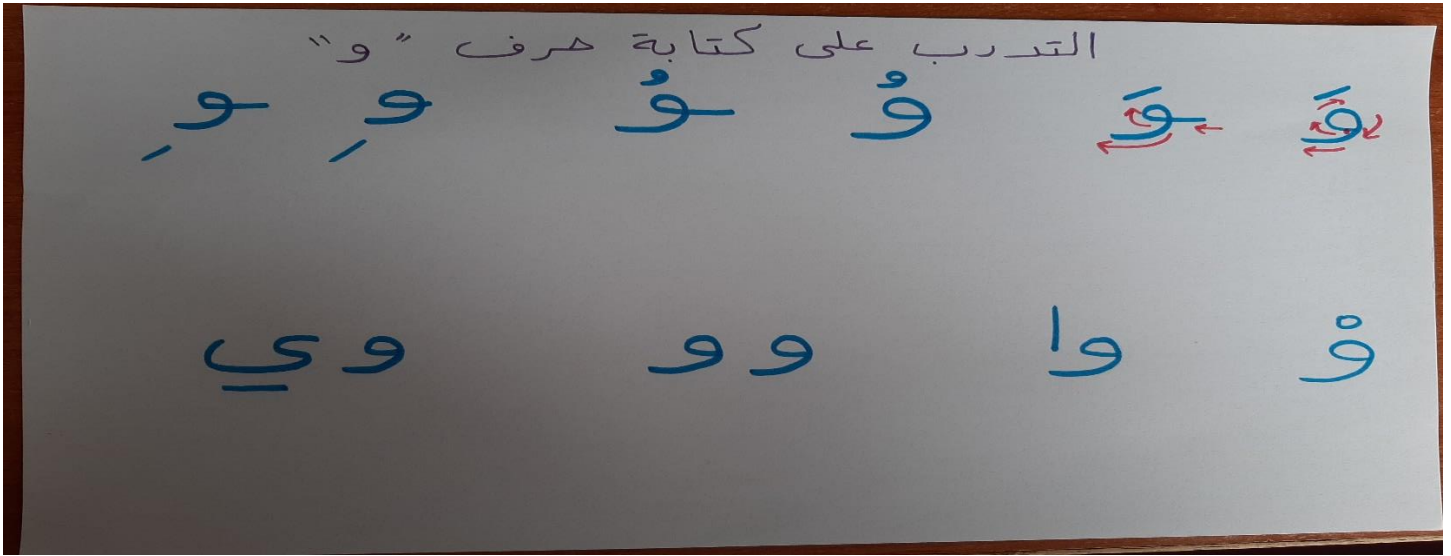 التدرب على كتابة حرف "و"
وَ ـوَ وُ ـوُ وِ ـوِ
وْ وا وو وي